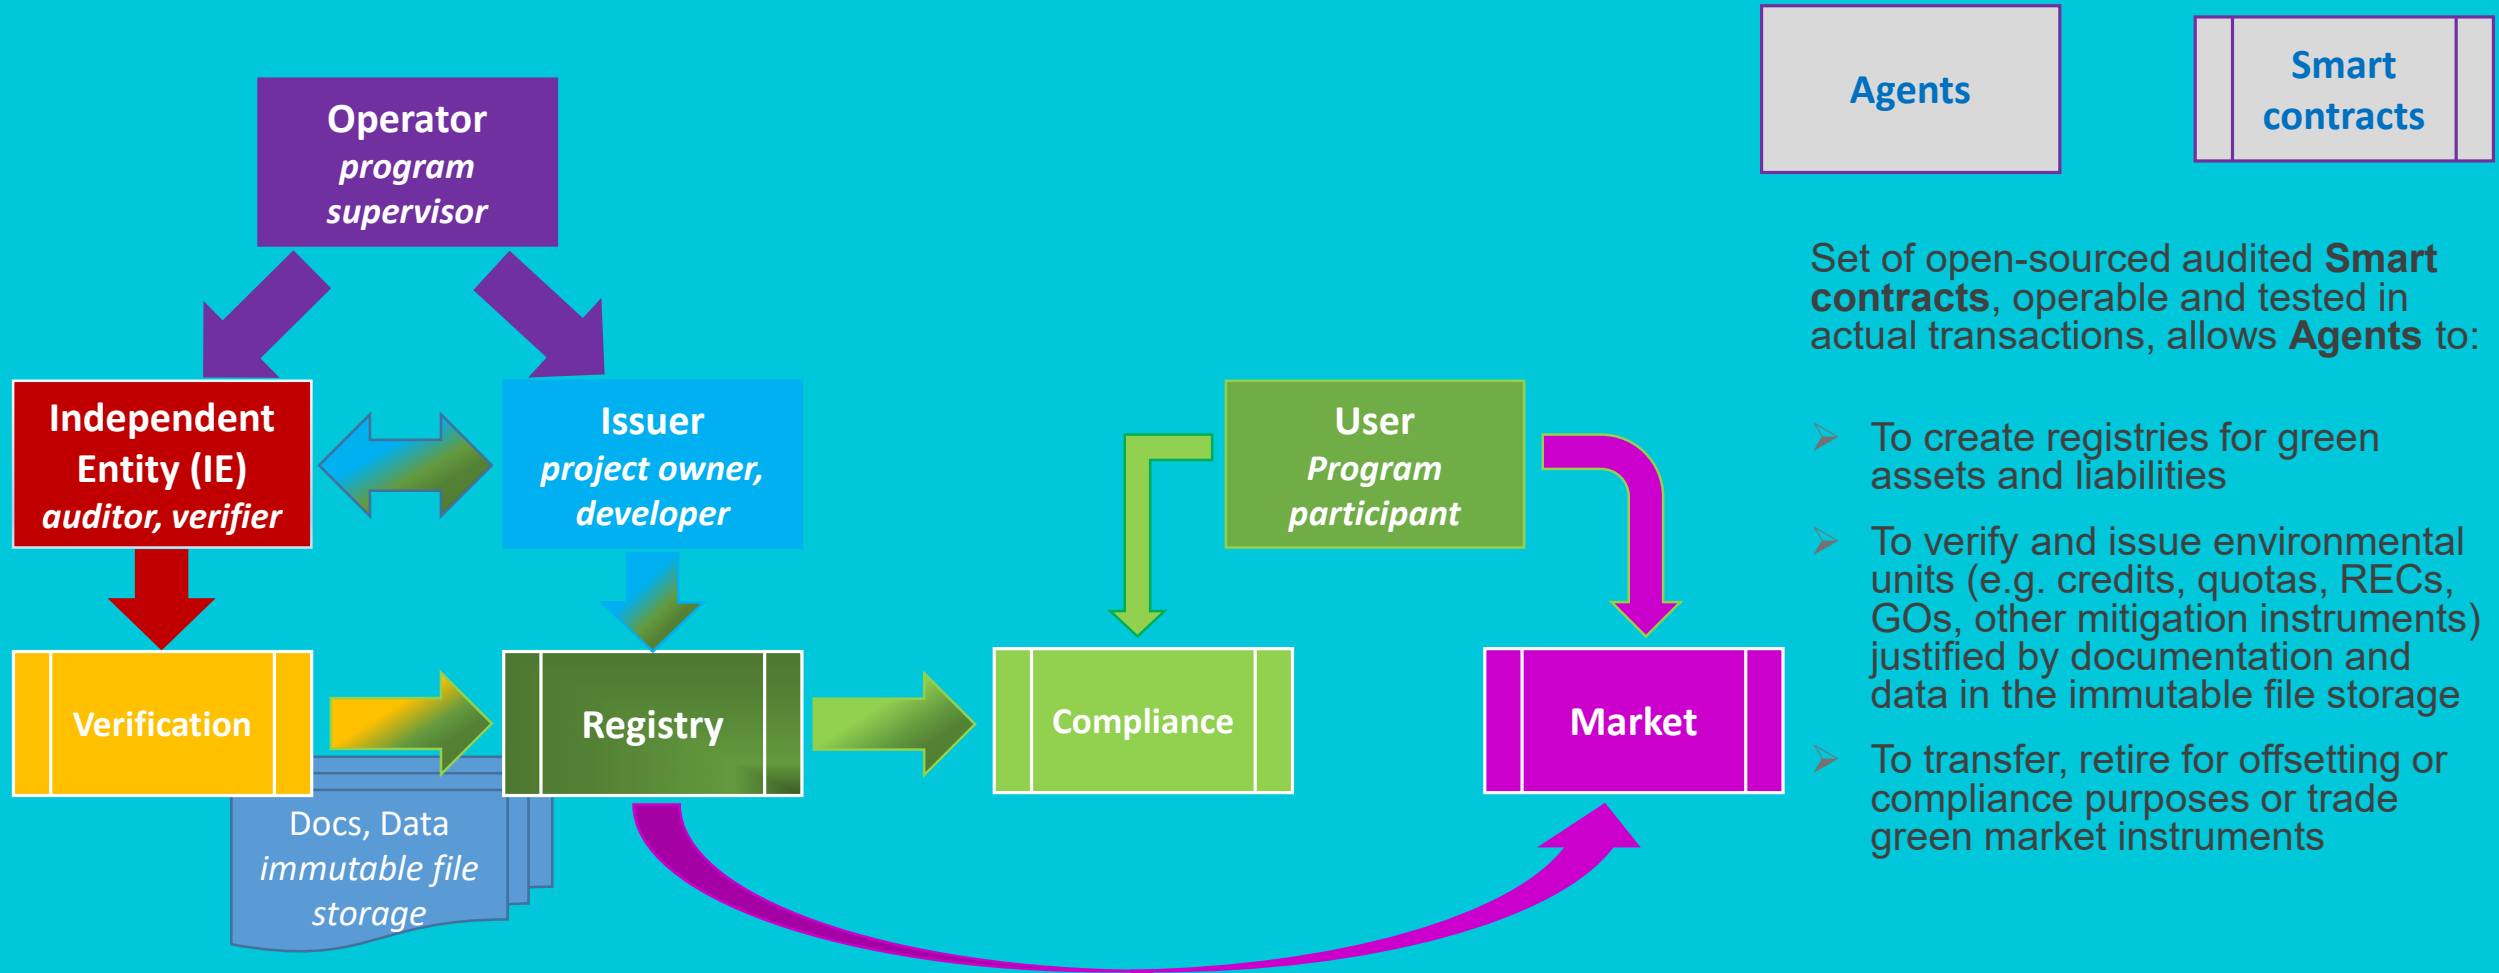 Agents
Smart
contracts
Operator
program
supervisor
Independent
Entity (IE)
auditor, verifier
Issuer
project owner,
developer
User
Program
participant
Verification
Registry
Compliance
Market
Docs, Data
immutable file
storage
Set of open-sourced audited Smart
contracts, operable and tested in
actual transactions, allows Agents to:
➢ To create registries for green
assets and liabilities
➢ To verify and issue environmental
units (e.g. credits, quotas, RECs,
GOs, other mitigation instruments)
justified by documentation and
data in the immutable file storage
➢ To transfer, retire for offsetting or
compliance purposes or trade
green market instruments